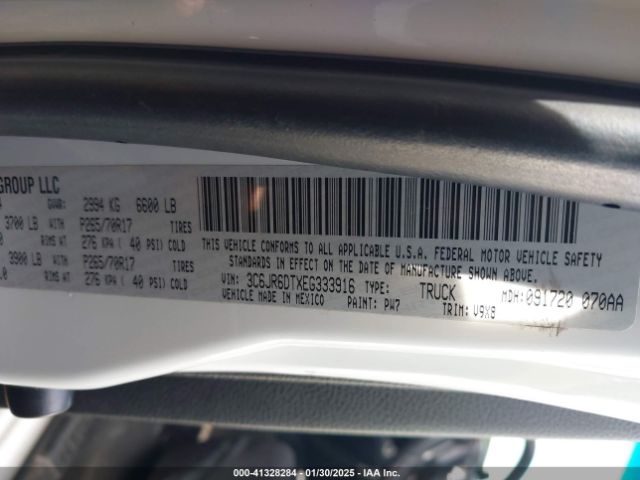 GROUP LLC
GVWR: 2994 KG 6600 LB
3700 LB WITH P265/70R17 TIRES
RIMS AT 276 KPA ( 40 PSI) COLD
3900 LB WITH P265/70R17 TIRES
.0 RIMS AT 276 KPA ( 40 PSI) COLD
THIS VEHICLE CONFORMS TO ALL APPLICABLE U.S.A. FEDERAL MOTOR VEHICLE SAFETY
STANDARDS IN EFFECT ON THE DATE OF MANUFACTURE SHOWN ABOVE.
VIN: 3C6JR6DTXEG333916 TYPE: TRUCK MDH: 091720 070AA
VEHICLE MADE IN MEXICO PAINT: PW7 TRIM: V9X8
000-41328284 / 01/30/2025 / IAA Inc.